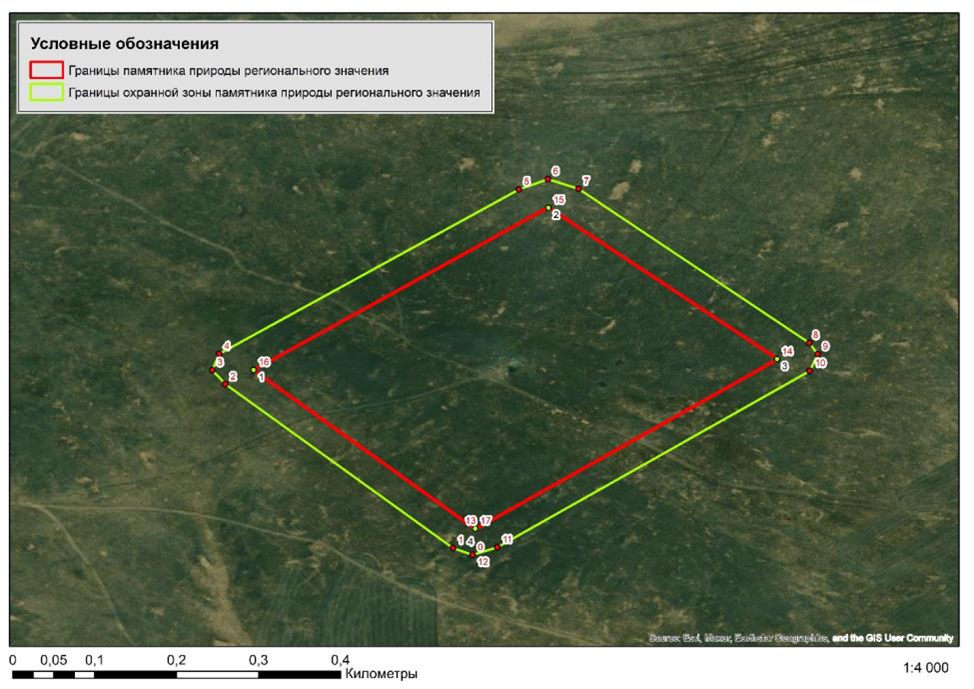 Условные обозначения
Границы памятника природы регионального значения
Границы охранной зоны памятника природы регионального значения
6
5
7
15
2
8
4
14
9
16
3
3
10
1
2
13 17
1 4 0 11
12
Source: Esri, Maxar, Earthstar Geographics, and the GIS User Community
0 0,05 0,1 0,2 0,3 0,4
Километры
1:4 000